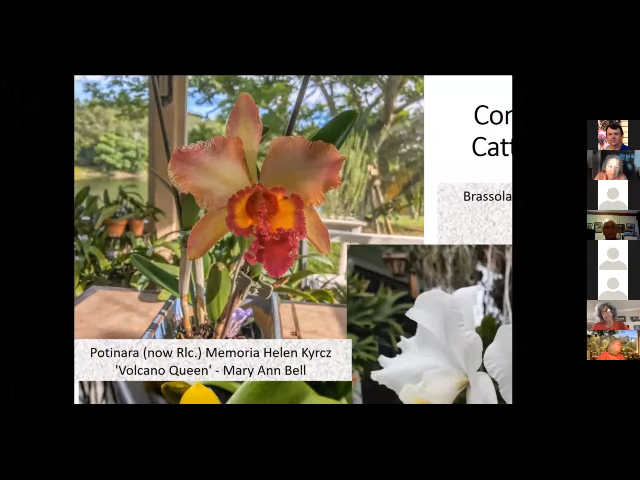 Cor
Catt
Brassola
Potinara (now Rlc.) Memoria Helen Kyrcz
'Volcano Queen' - Mary Ann Bell